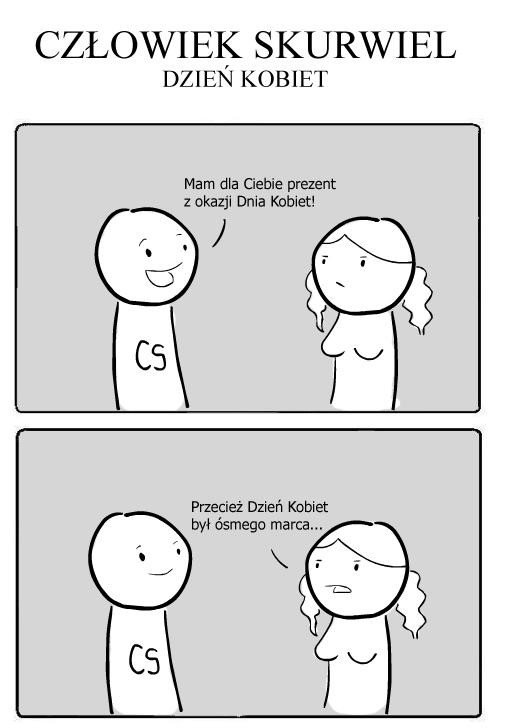 CZŁOWIEK SKURWIEL
DZIEŃ KOBIET
Mam dla Ciebie prezent
z okazji Dnia Kobiet!
CS
Przecież Dzień Kobiet
był ósmego marca...
CS